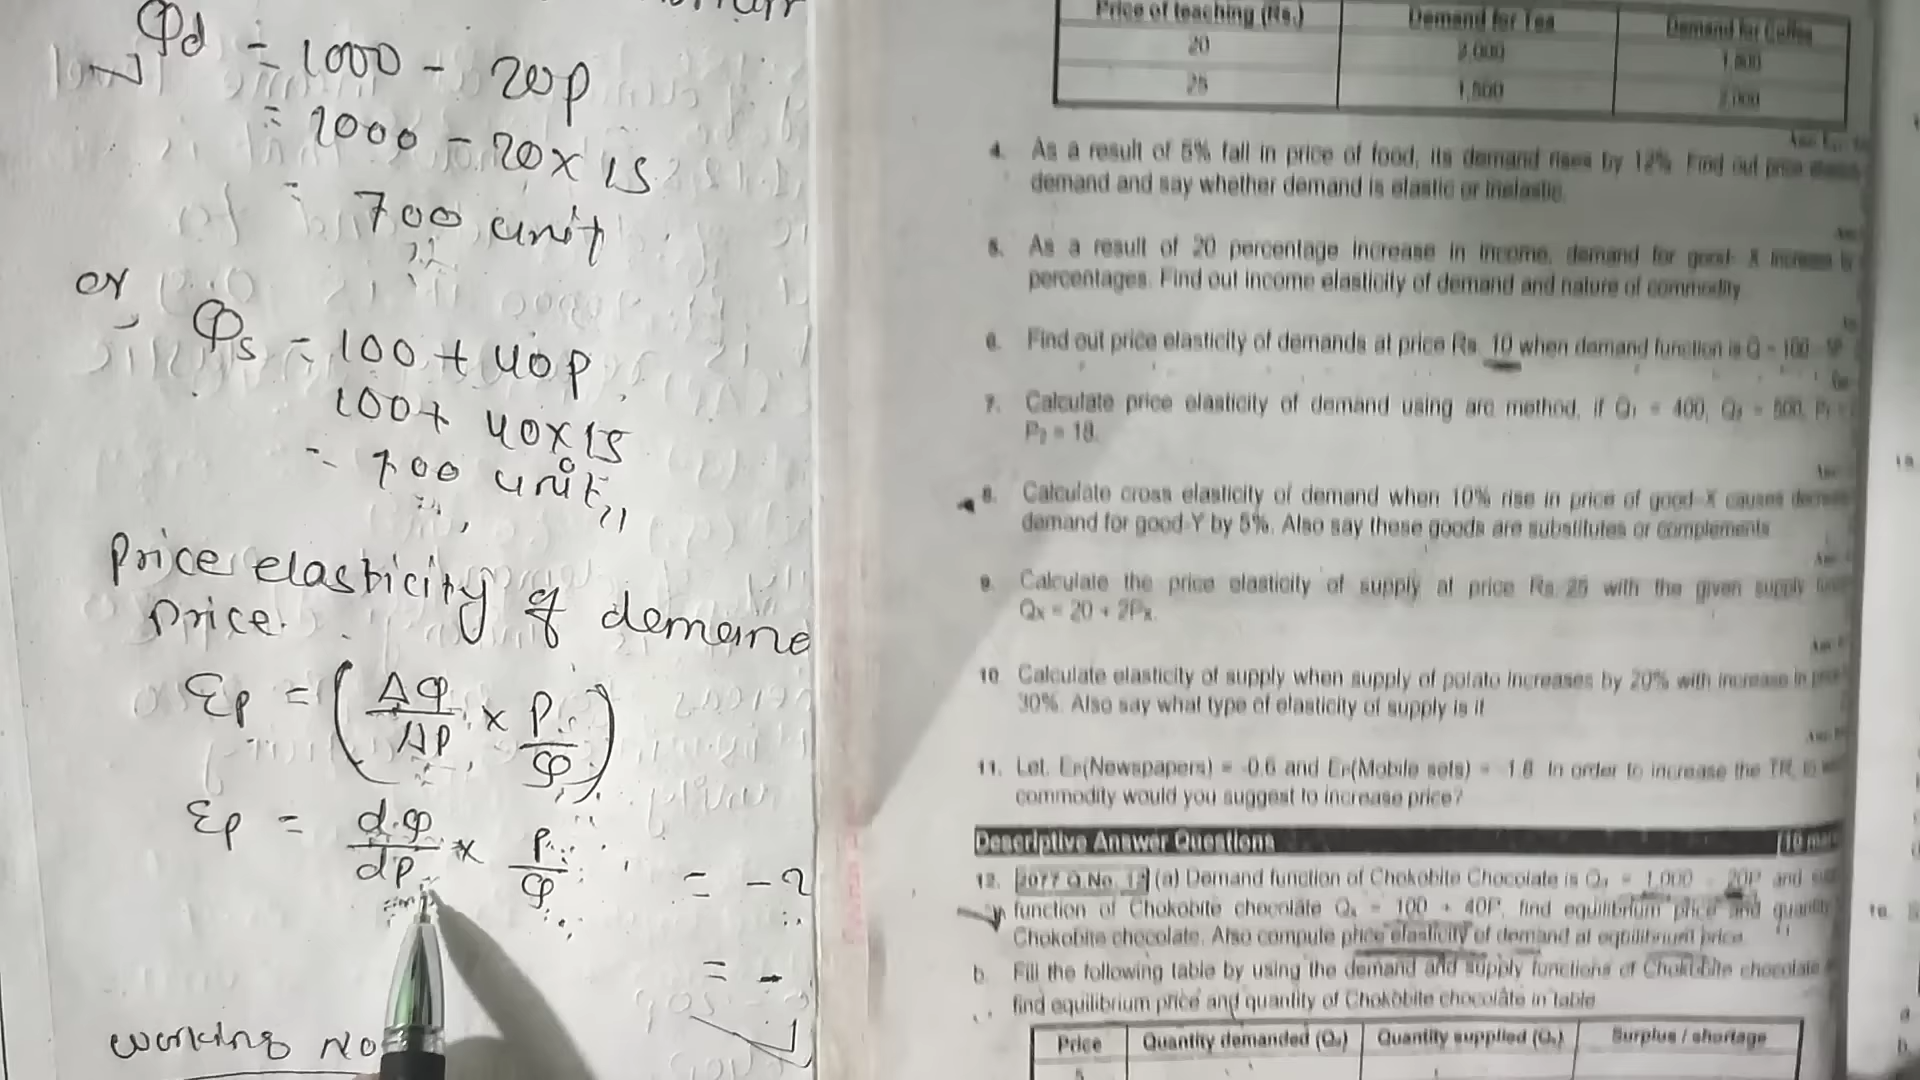 Qd = 1000 - 20p
= 1000 - 20 x 15
= 700 unit
or
Qs = 100 + 40p
100 + 40 x 15
= 700 unit
Price elasticity of demand
price
Ep = (ΔQ/ΔP x P/Q)
Ep = dQ/dp x P/Q = -2
= -
working No
Price of teaching (Rs.) Demand for Tea Demand for Coffee
20 2,000 1,800
25 1,500 2,000
4. As a result of 5% fall in price of food, its demand rises by 12%. Find out price
demand and say whether demand is elastic or inelastic.
5. As a result of 20 percentage increase in income, demand for good- X increase
percentages. Find out income elasticity of demand and nature of commodity
6. Find out price elasticity of demands at price Rs. 10 when demand function is Q = 100
7. Calculate price elasticity of demand using arc method, if Q₁ = 400, Q₂ = 500,
P₂ = 18.
8. Calculate cross elasticity of demand when 10% rise in price of good-X causes
demand for good-Y by 5%. Also say these goods are substitutes or complements
9. Calculate the price elasticity of supply at price Rs. 25 with the given supply
Qx = 20 + 2Px.
10. Calculate elasticity of supply when supply of potato increases by 20% with increase in
30%. Also say what type of elasticity of supply is it
11. Let, Ep(Newspapers) = -0.6 and Ep(Mobile sets) = -1.8 In order to increase the TR,
commodity would you suggest to increase price?
Descriptive Answer Questions [10
12. 2077 Q.No. 12 (a) Demand function of Chokobite Chocolate is Qd = 1,000 - 20P and
function of Chokobite chocolate Qs = 100 + 40P, find equilibrium price and
Chokobite chocolate. Also compute price elasticity of demand at equilibrium price.
b. Fill the following table by using the demand and supply functions of Chokobite chocolate
find equilibrium price and quantity of Chokobite chocolate in table
Price Quantity demanded (Qd) Quantity supplied (Qs) Surplus / shortage
5